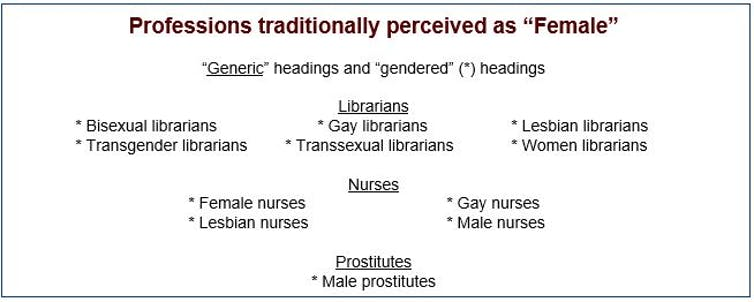 Professions traditionally perceived as “Female”
“Generic” headings and “gendered” (*) headings
Librarians
* Bisexual librarians * Gay librarians * Lesbian librarians
* Transgender librarians * Transsexual librarians * Women librarians
Nurses
* Female nurses * Gay nurses
* Lesbian nurses * Male nurses
Prostitutes
* Male prostitutes